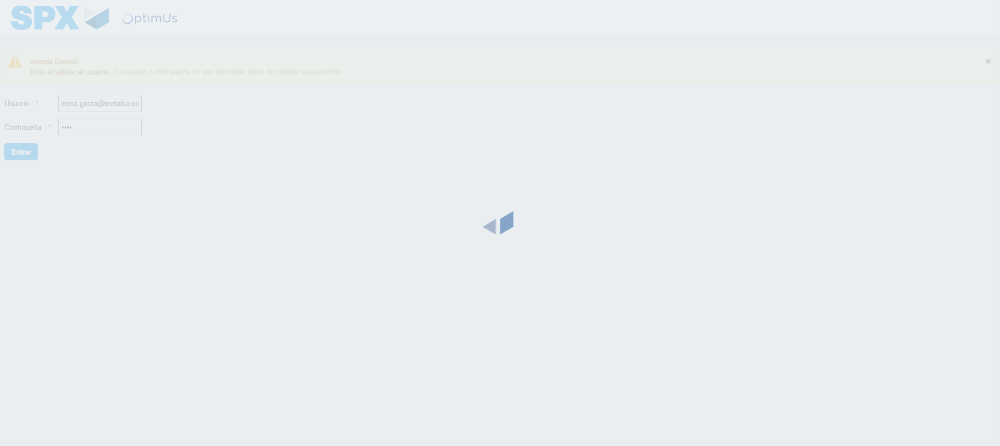 SPX OptimUs
Access Denied
Error al validar el usuario Su usuario o contraseña no son correctos, favor de intentar nuevamente
Usuario : * edna.garza@metalsa.cc
Contraseña : * ••••
Entrar